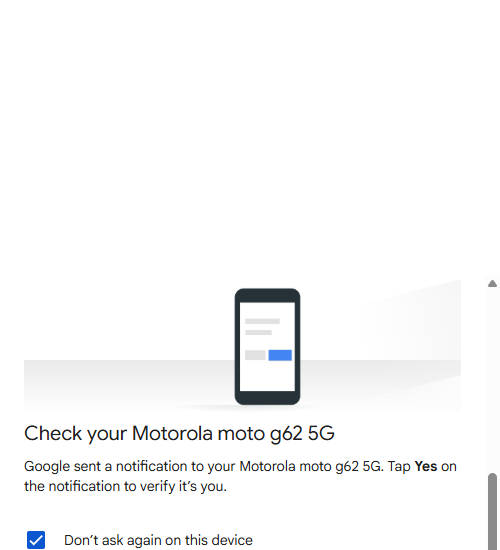 Check your Motorola moto g62 5G
Google sent a notification to your Motorola moto g62 5G. Tap Yes on
the notification to verify it’s you.
Don’t ask again on this device